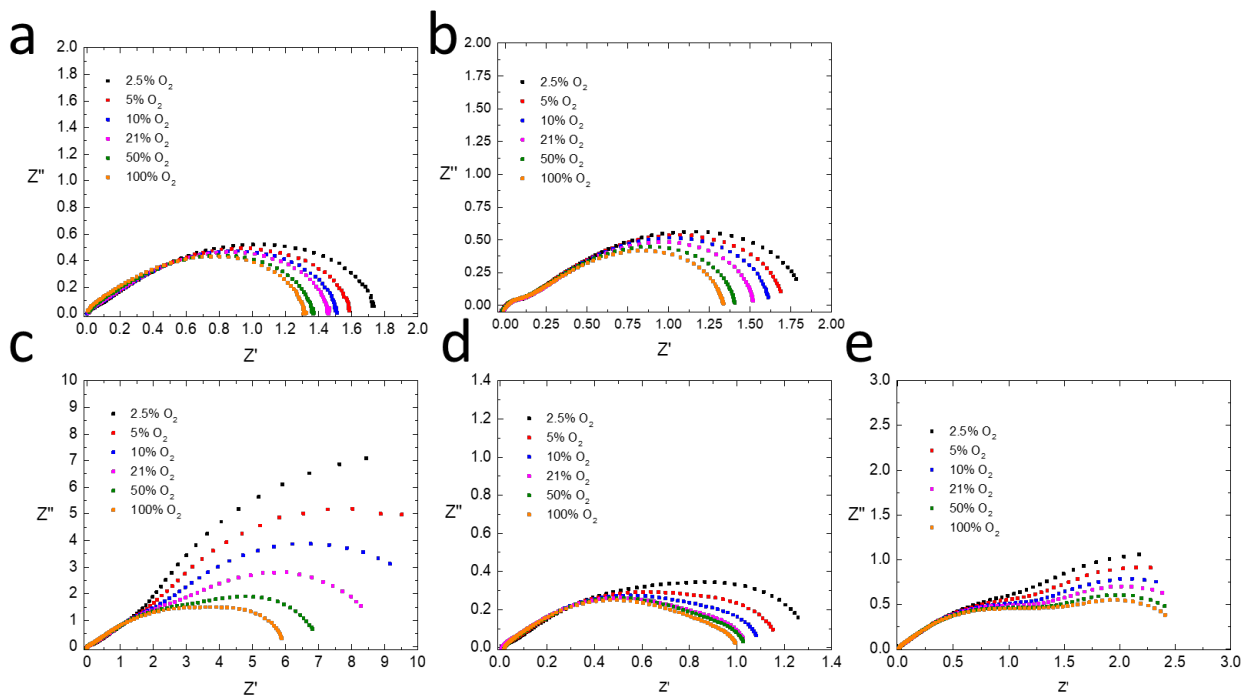 a
2.0
1.8
1.6
1.4
1.2
1.0
0.8
0.6
0.4
0.2
0.0
Z"
2.5% O₂
5% O₂
10% O₂
21% O₂
50% O₂
100% O₂
0.0 0.2 0.4 0.6 0.8 1.0 1.2 1.4 1.6 1.8 2.0
Z'
b
2.00
1.75
1.50
1.25
1.00
0.75
0.50
0.25
0.00
Z''
2.5% O₂
5% O₂
10% O₂
21% O₂
50% O₂
100% O₂
0.00 0.25 0.50 0.75 1.00 1.25 1.50 1.75 2.00
Z'
c
10
9
8
7
6
5
4
3
2
1
0
Z"
2.5% O₂
5% O₂
10% O₂
21% O₂
50% O₂
100% O₂
0 1 2 3 4 5 6 7 8 9 10
Z'
d
1.4
1.2
1.0
0.8
0.6
0.4
0.2
0.0
Z"
2.5% O₂
5% O₂
10% O₂
21% O₂
50% O₂
100% O₂
0.0 0.2 0.4 0.6 0.8 1.0 1.2 1.4
Z'
e
3.0
2.5
2.0
1.5
1.0
0.5
0.0
Z"
2.5% O₂
5% O₂
10% O₂
21% O₂
50% O₂
100% O₂
0.0 0.5 1.0 1.5 2.0 2.5 3.0
Z'